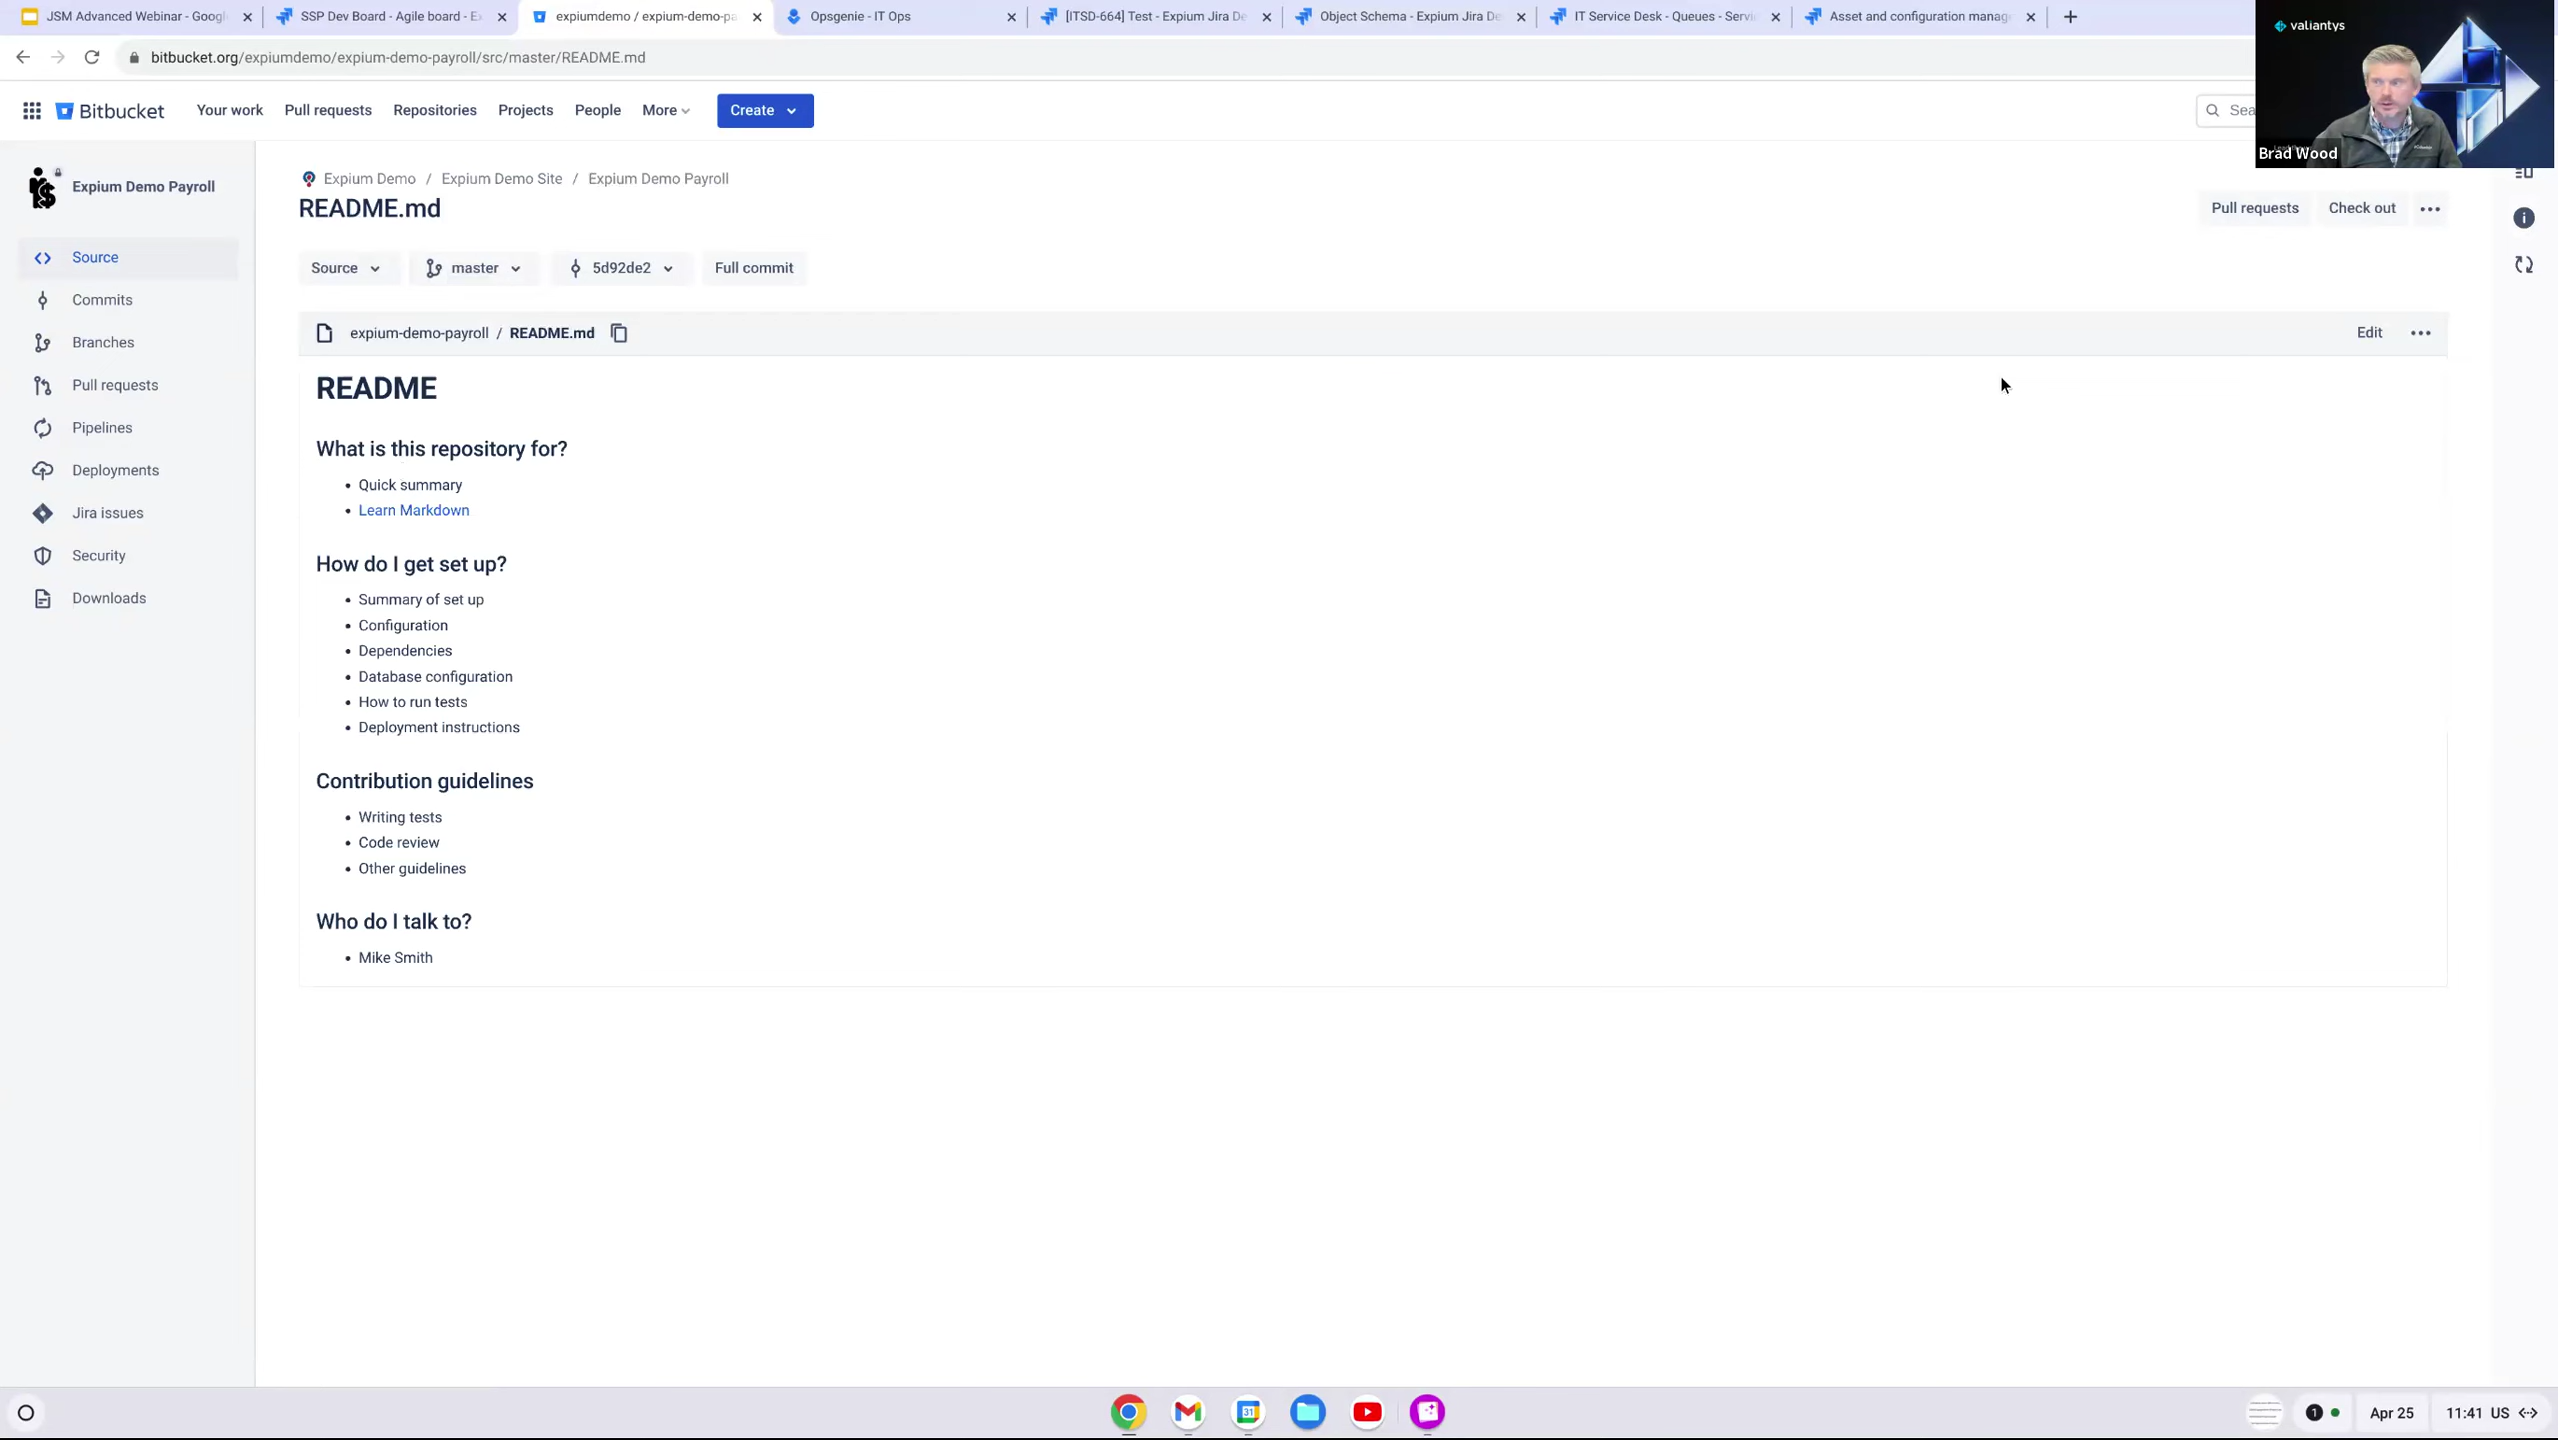 JSM Advanced Webinar - Googl
SSP Dev Board - Agile board - Ex
expiumdemo / expium-demo-pa
Opsgenie - IT Ops
[ITSD-664] Test - Expium Jira De
Object Schema - Expium Jira De
IT Service Desk - Queues - Servi
Asset and configuration manag
valiantys
bitbucket.org/expiumdemo/expium-demo-payroll/src/master/README.md
Bitbucket
Your work
Pull requests
Repositories
Projects
People
More
Create
Sea
Brad Wood
Expium Demo Payroll
Source
Commits
Branches
Pull requests
Pipelines
Deployments
Jira issues
Security
Downloads
Expium Demo / Expium Demo Site / Expium Demo Payroll
README.md
Pull requests
Check out
Source
master
5d92de2
Full commit
expium-demo-payroll / README.md
Edit
README
What is this repository for?
• Quick summary
• Learn Markdown
How do I get set up?
• Summary of set up
• Configuration
• Dependencies
• Database configuration
• How to run tests
• Deployment instructions
Contribution guidelines
• Writing tests
• Code review
• Other guidelines
Who do I talk to?
• Mike Smith
31
1
Apr 25
11:41 US